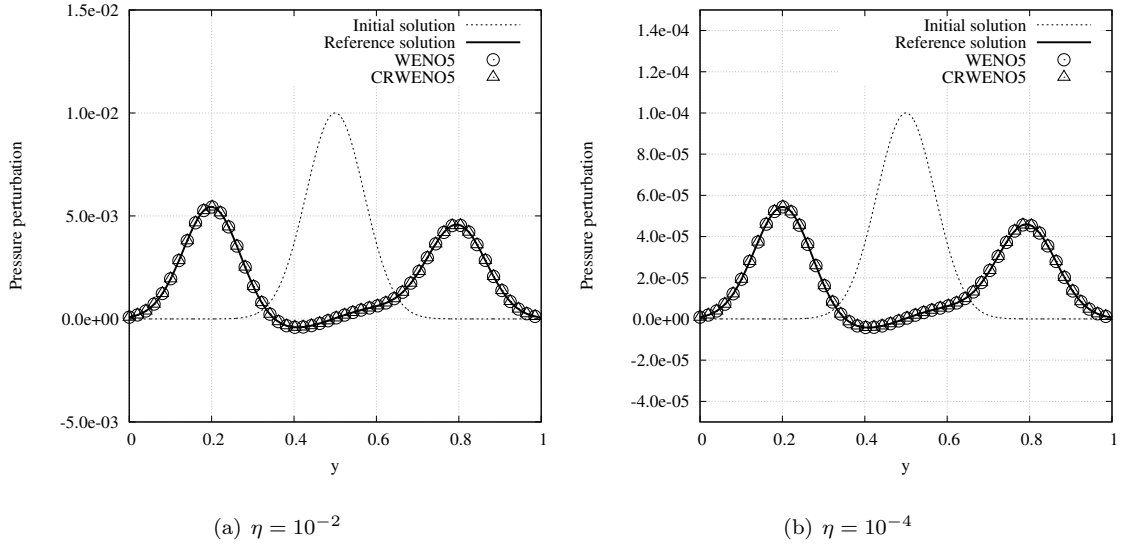 1.5e-02
1.0e-02
5.0e-03
0.0e+00
-5.0e-03
0 0.2 0.4 0.6 0.8 1
Pressure perturbation
y
Initial solution
Reference solution
WENO5
CRWENO5
(a) η = 10⁻²
1.4e-04
1.2e-04
1.0e-04
8.0e-05
6.0e-05
4.0e-05
2.0e-05
0.0e+00
-2.0e-05
-4.0e-05
0 0.2 0.4 0.6 0.8 1
Pressure perturbation
y
Initial solution
Reference solution
WENO5
CRWENO5
(b) η = 10⁻⁴